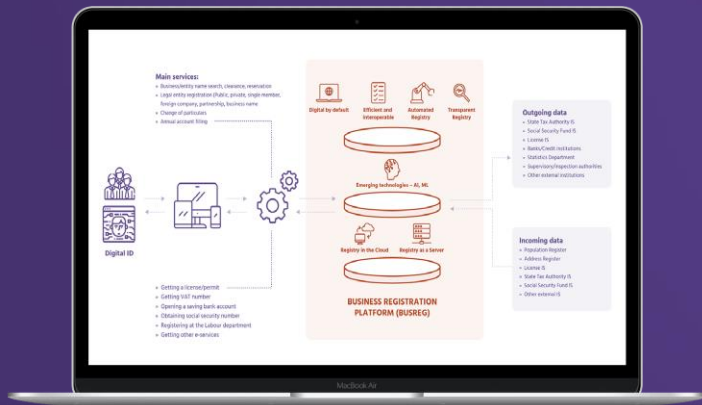 Main services:
• Business/entity name search, clearance, reservation
• Legal entity registration (Public, private, single member,
foreign company, partnership, business name
• Change of particulars
• Annual account filing
Digital ID
• Getting a license/permit
• Getting VAT number
• Opening a saving bank account
• Obtaining social security number
• Registering at the Labour department
• Getting other e-services
Digital by default
Efficient and
interoperable
Automated
Registry
Transparent
Registry
Emerging technologies – AI, ML
Registry in the Cloud
Registry as a Server
BUSINESS REGISTRATION
PLATFORM (BUSREG)
Outgoing data
• State Tax Authority IS
• Social Security Fund IS
• License IS
• Banks/Credit institutions
• Statistics Department
• Supervisory/Inspection authorities
• Other external institutions
Incoming data
• Population Register
• Address Register
• License IS
• State Tax Authority IS
• Social Security Fund IS
• Other external IS
MacBook Air